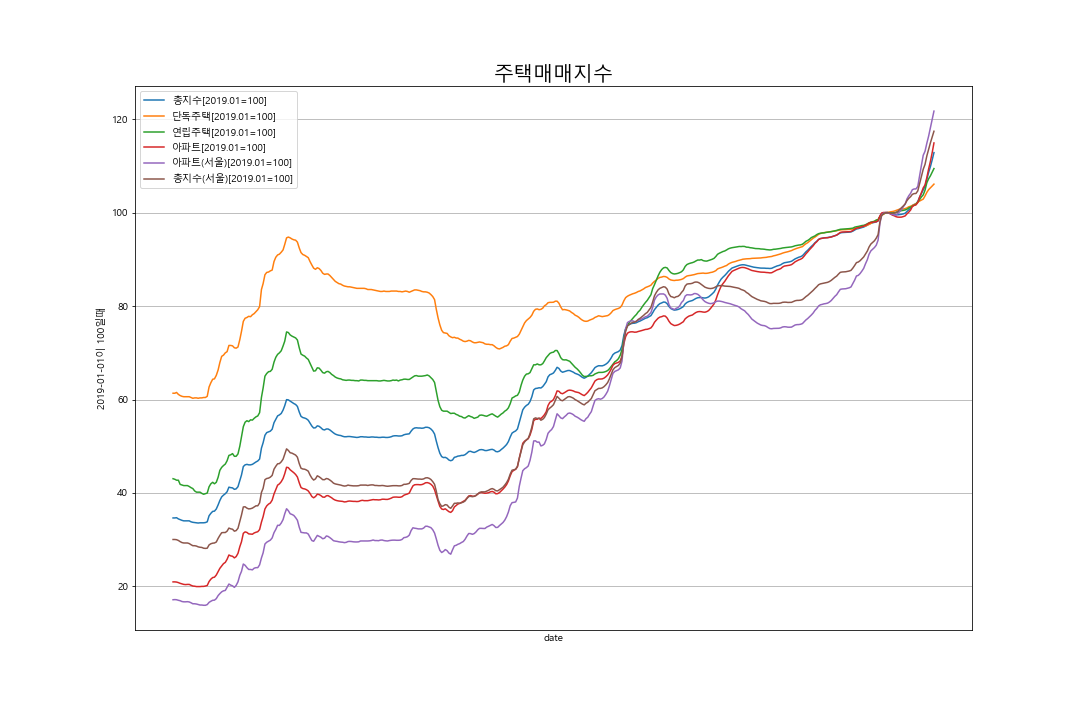 주택매매지수
총지수[2019.01=100]
단독주택[2019.01=100]
연립주택[2019.01=100]
아파트[2019.01=100]
아파트(서울)[2019.01=100]
총지수(서울)[2019.01=100]
120
100
80
60
40
20
2019-01-01이 100일때
date